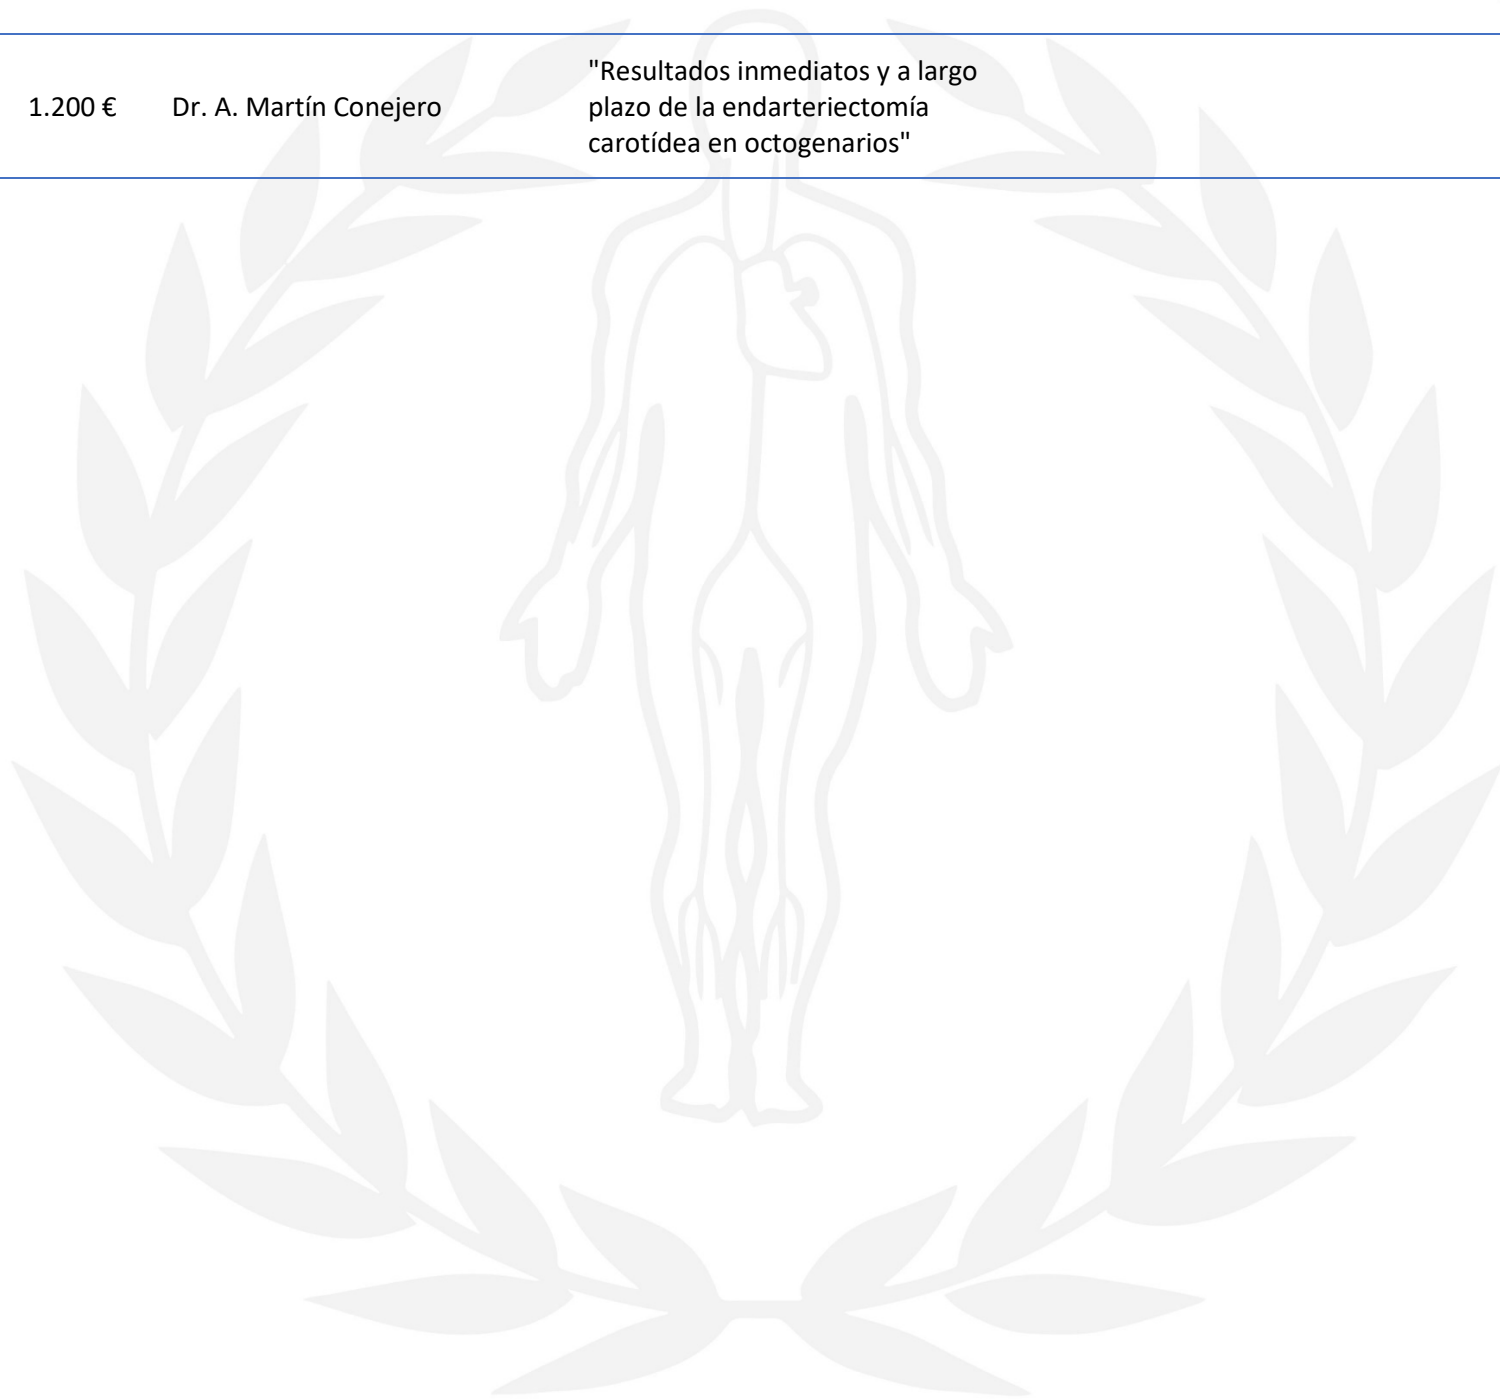 1.200 €
Dr. A. Martín Conejero
"Resultados inmediatos y a largo
plazo de la endarteriectomía
carotídea en octogenarios"